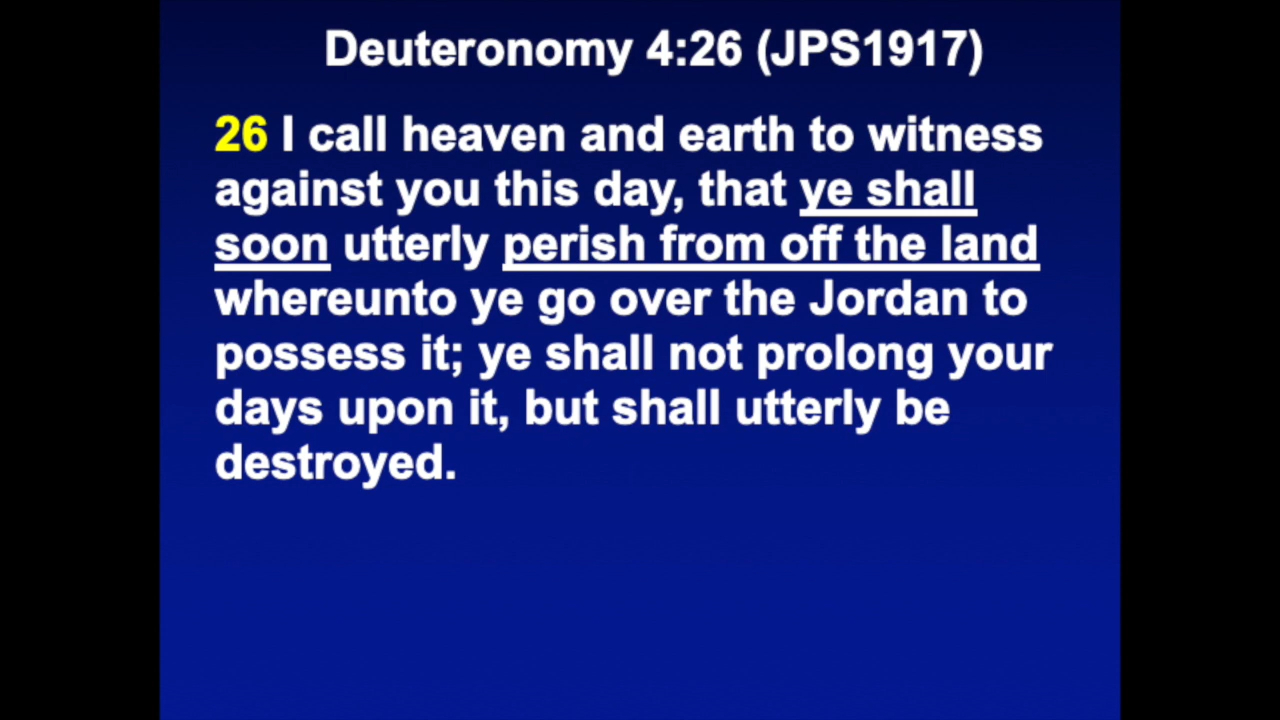 Deuteronomy 4:26 (JPS1917)
26 I call heaven and earth to witness
against you this day, that ye shall
soon utterly perish from off the land
whereunto ye go over the Jordan to
possess it; ye shall not prolong your
days upon it, but shall utterly be
destroyed.